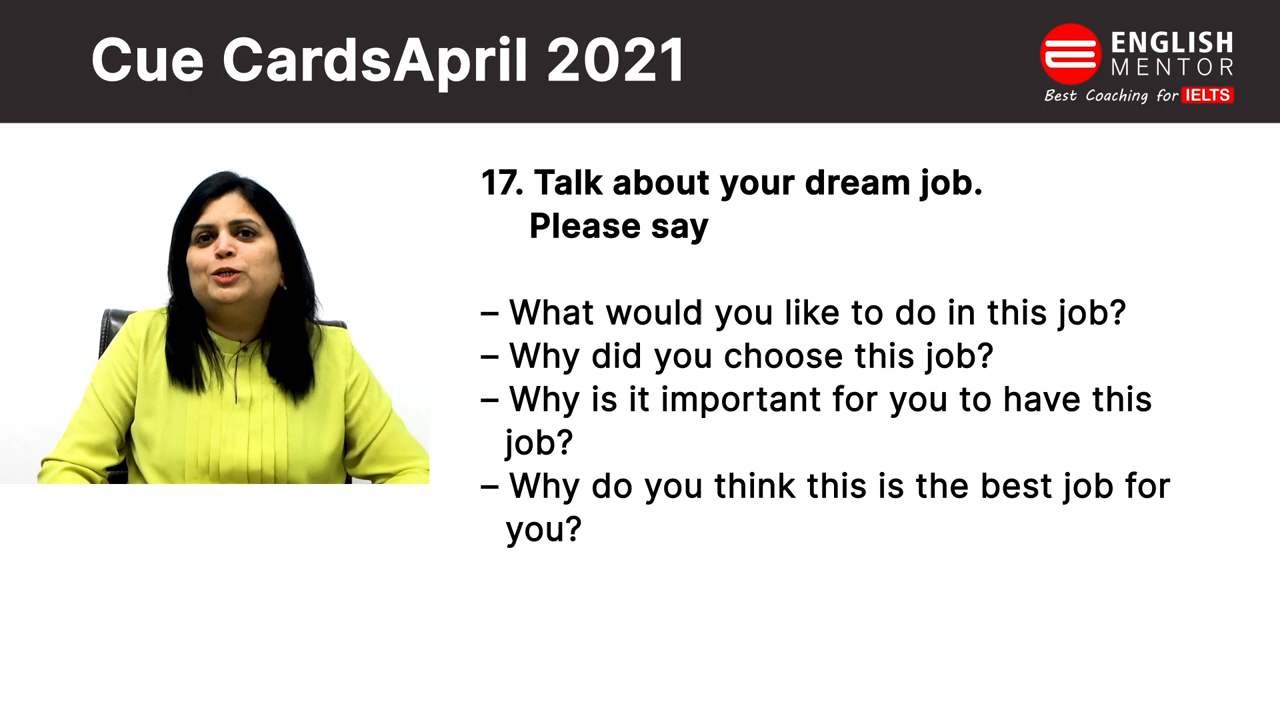 Cue CardsApril 2021
ENGLISH
MENTOR
Best Coaching for IELTS
17. Talk about your dream job.
Please say
– What would you like to do in this job?
– Why did you choose this job?
– Why is it important for you to have this
job?
– Why do you think this is the best job for
you?